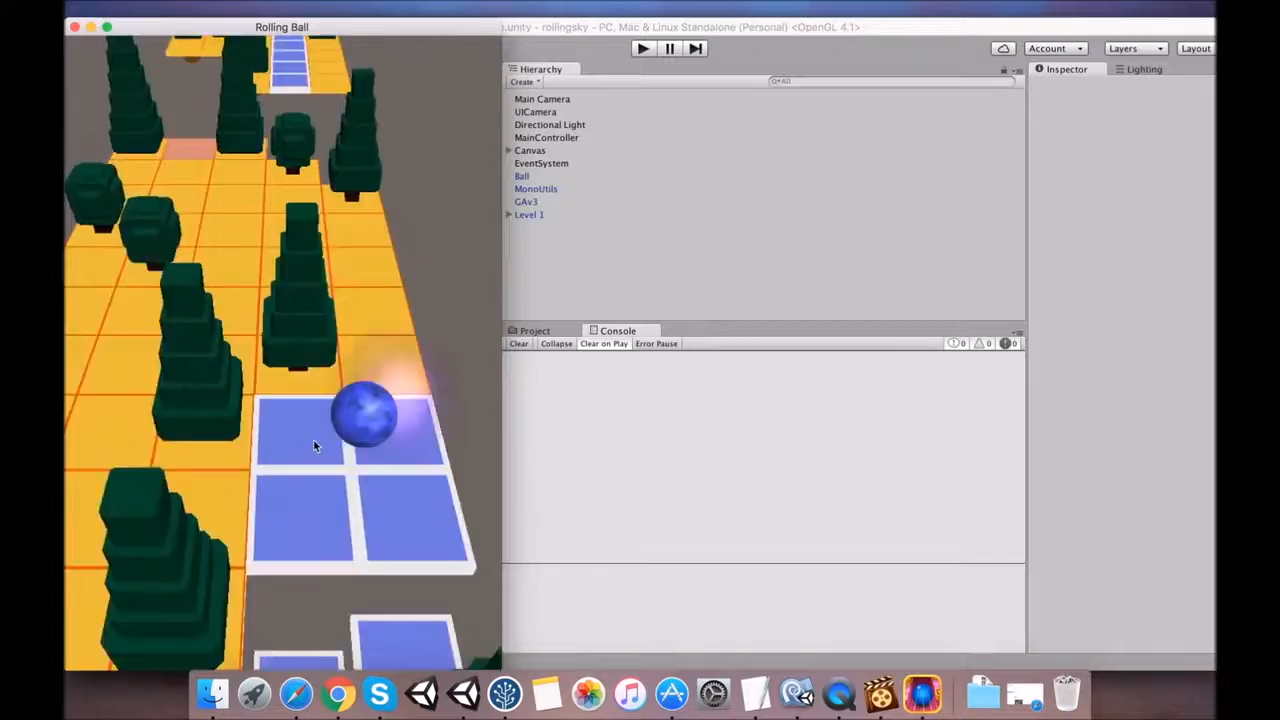 Rolling Ball
.unity - rollingsky - PC, Mac & Linux Standalone (Personal) <OpenGL 4.1>
Account
Layers
Layout
Hierarchy
Inspector
Lighting
Create
All
Main Camera
UICamera
Directional Light
MainController
Canvas
EventSystem
Ball
MonoUtils
GAv3
Level 1
Project
Console
Clear
Collapse
Clear on Play
Error Pause
0
0
0